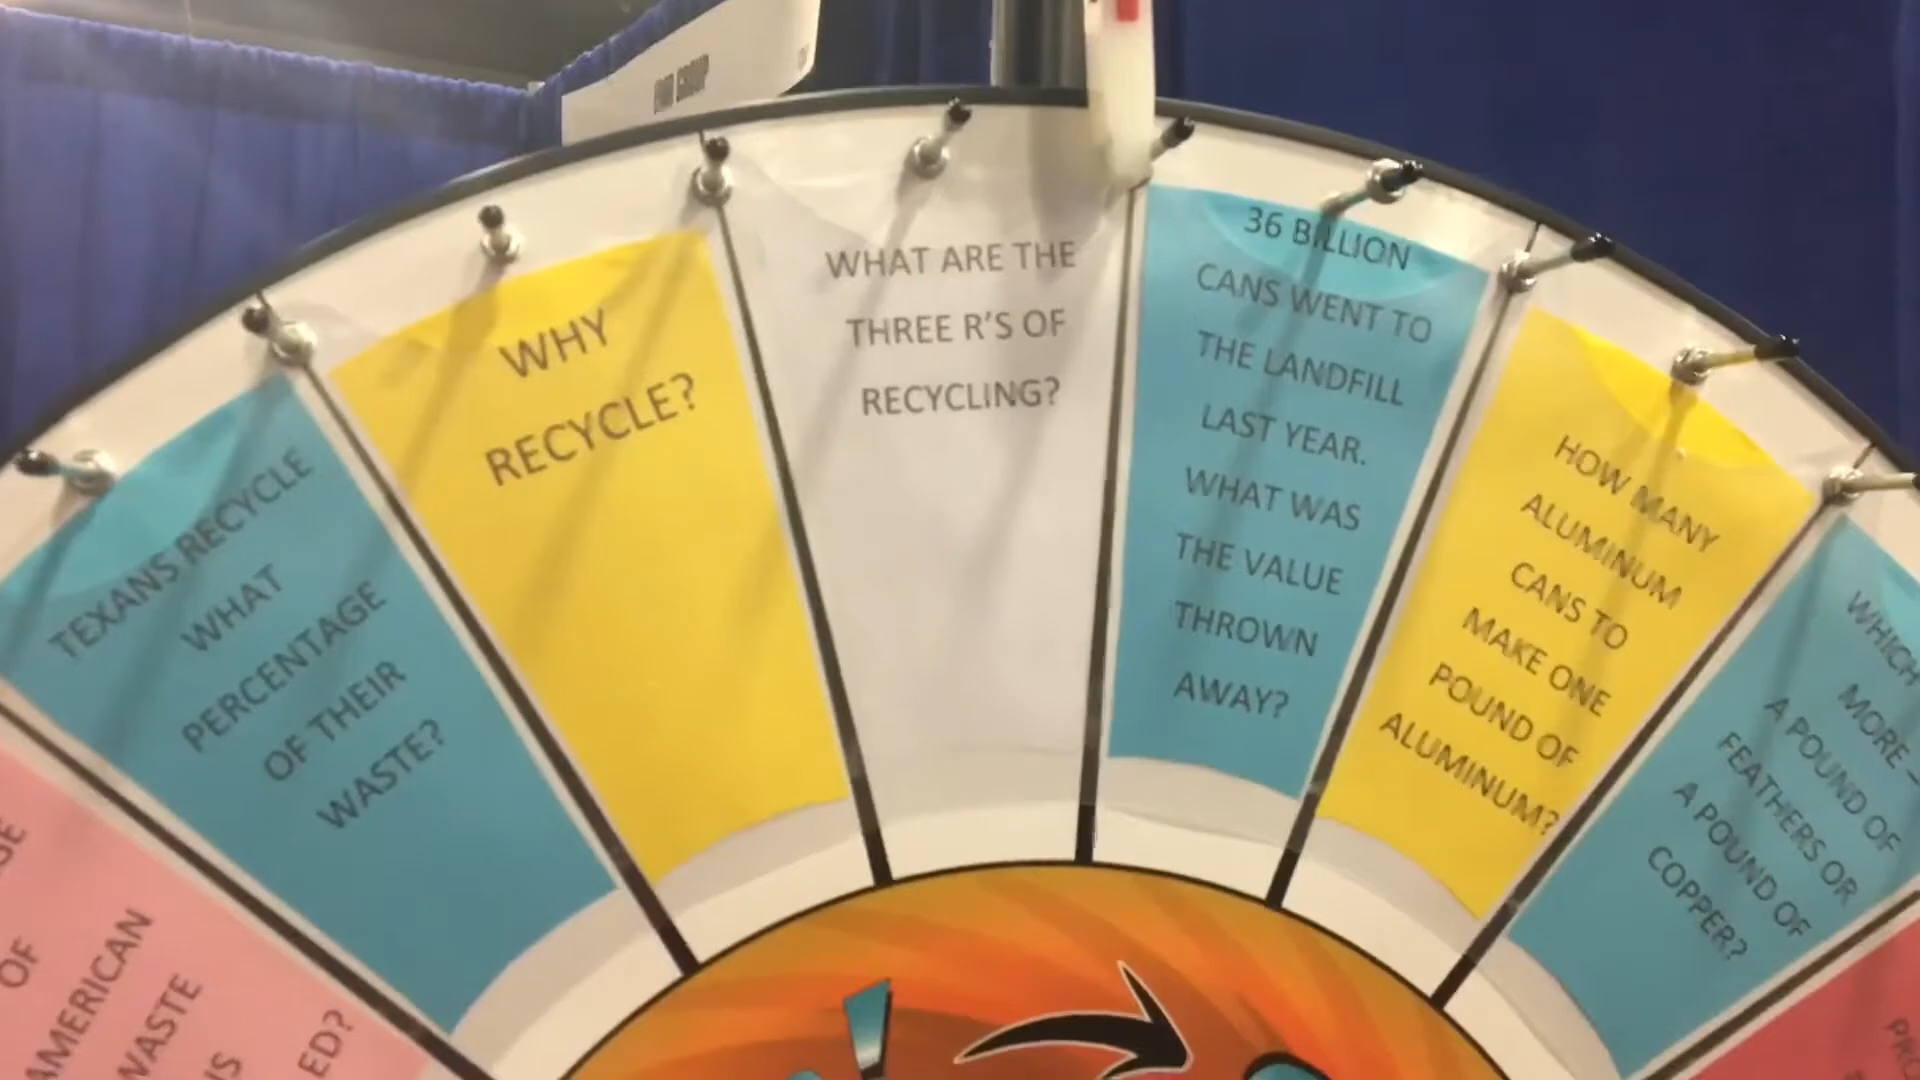 GROUP
TEXANS RECYCLE
WHAT
PERCENTAGE
OF THEIR
WASTE?
WHY
RECYCLE?
WHAT ARE THE
THREE R'S OF
RECYCLING?
36 BILLION
CANS WENT TO
THE LANDFILL
LAST YEAR.
WHAT WAS
THE VALUE
THROWN
AWAY?
HOW MANY
ALUMINUM
CANS TO
MAKE ONE
POUND OF
ALUMINUM?
WHICH
MORE –
A POUND OF
FEATHERS OR
A POUND OF
COPPER?
OF
AMERICAN
WASTE